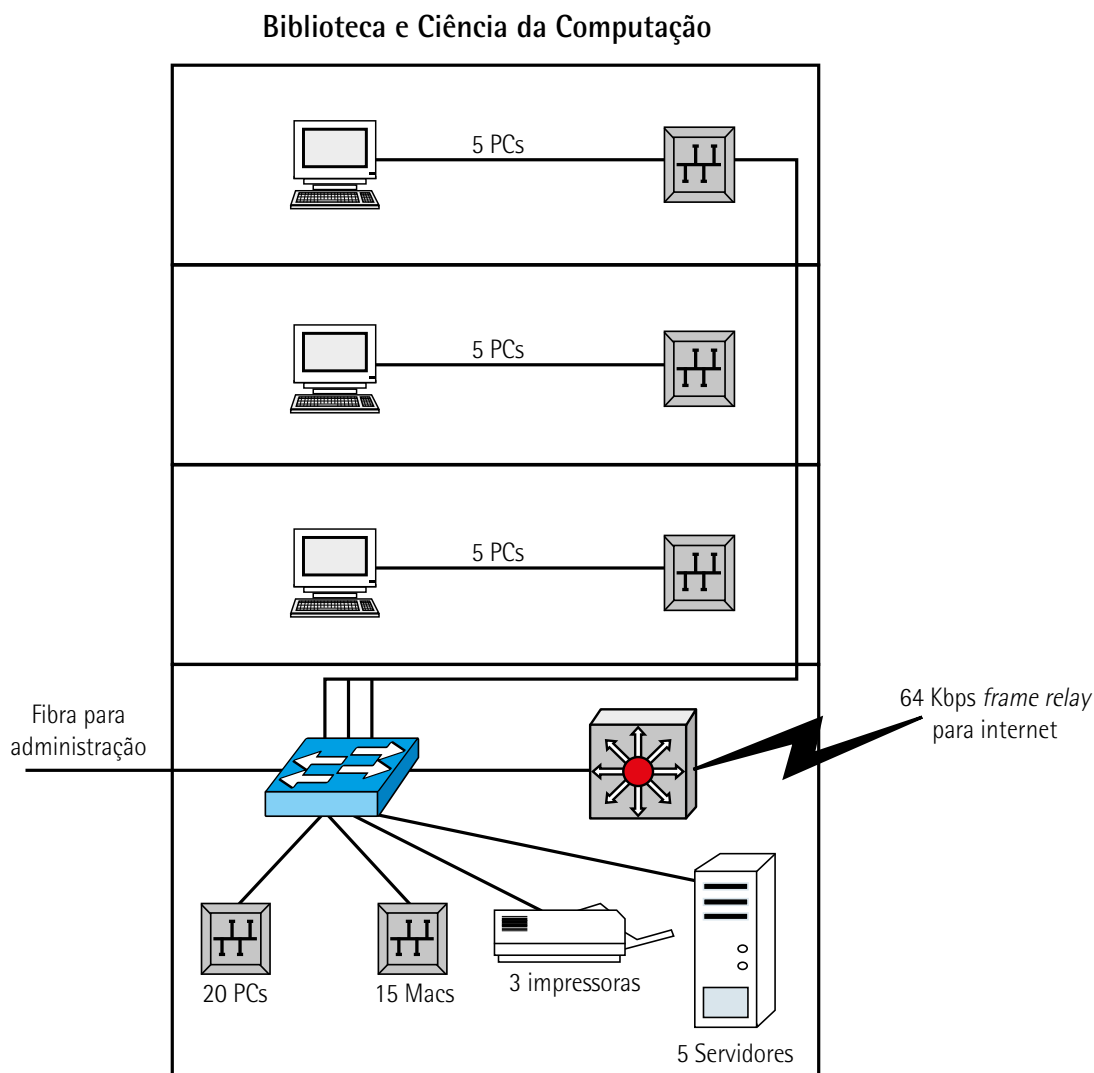 Biblioteca e Ciência da Computação
5 PCs
5 PCs
5 PCs
Fibra para
administração
64 Kbps frame relay
para internet
20 PCs
15 Macs
3 impressoras
5 Servidores